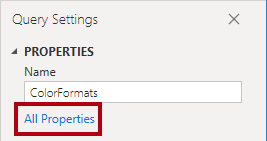 Query Settings
PROPERTIES
Name
ColorFormats
All Properties